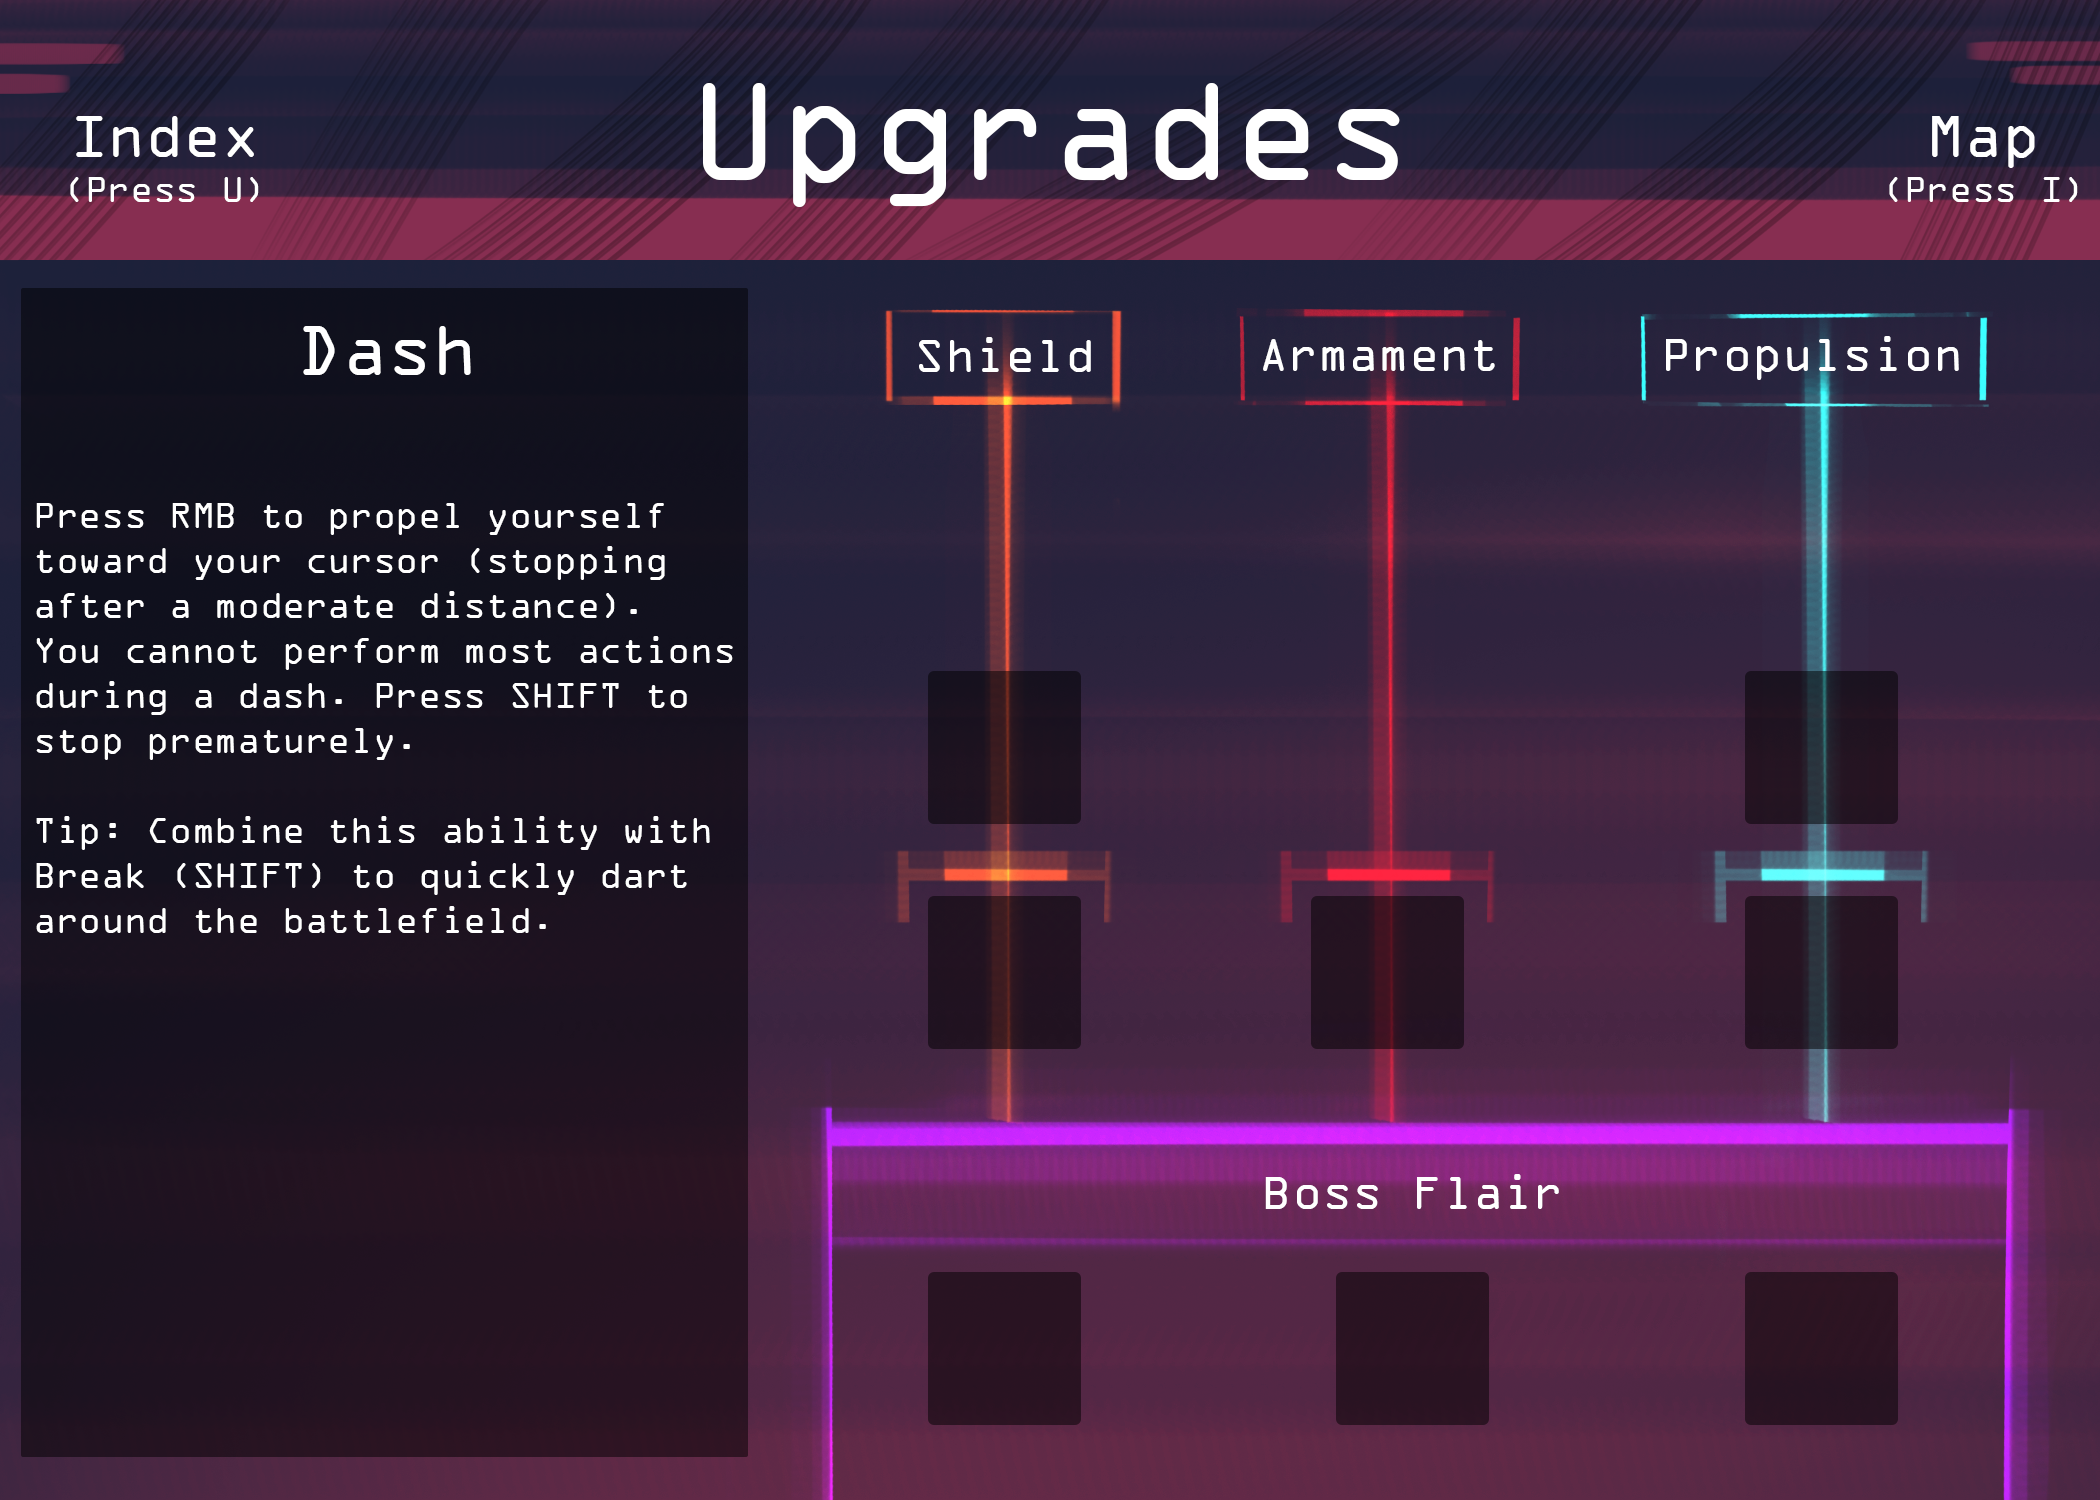 Upgrades
Index
(Press U)
Map
(Press I)
Dash
Press RMB to propel yourself
toward your cursor (stopping
after a moderate distance).
You cannot perform most actions
during a dash. Press SHIFT to
stop prematurely.
Tip: Combine this ability with
Break (SHIFT) to quickly dart
around the battlefield.
Shield
Armament
Propulsion
Boss Flair